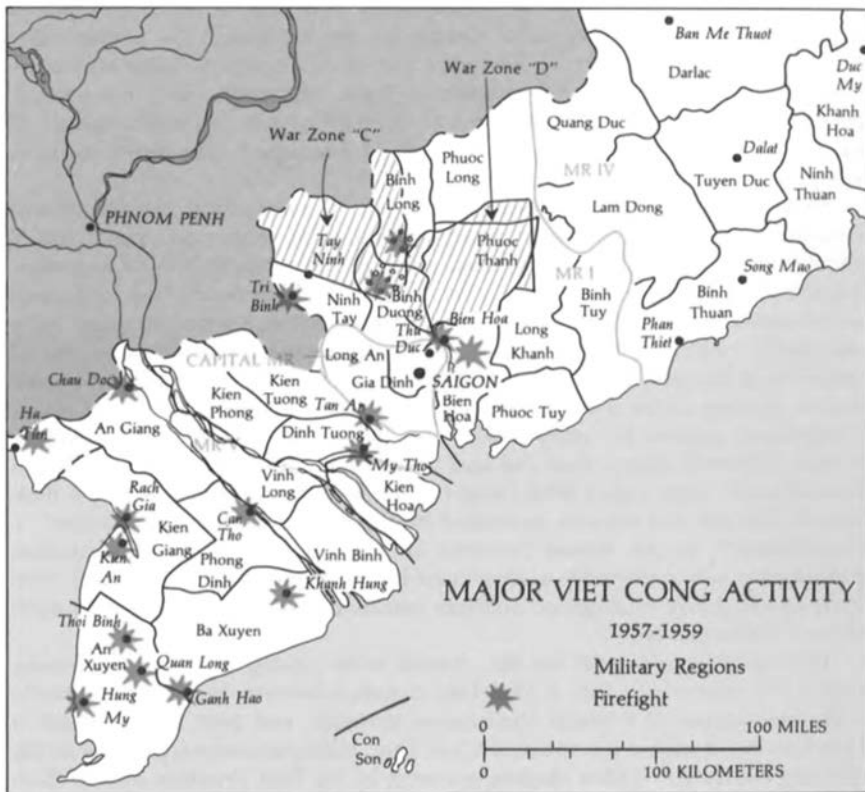 Ban Me Thuot
Darlac
Duc
My
War Zone "D"
Khanh
Hoa
Quang Duc
War Zone "C"
Phuoc
Long
Binh
Long
MR IV
Dalat
Tuyen Duc
Ninh
Thuan
PHNOM PENH
Lam Dong
Tay
Ninh
Phuoc
Thanh
MR I
Song Mao
Binh
Thuan
Tri
Binh
Ninh
Tay
Binh
Duong
Binh
Tuy
Bien Hoa
Thu
Duc
Long
Khanh
Phan
Thiet
Long An
CAPITAL MR
Gia Dinh
SAIGON
Chau Doc
Kien
Phong
Kien
Tuong
Tan An
Bien
Hoa
Phuoc Tuy
Ha
Tien
An Giang
MR V
Dinh Tuong
My Tho
Kien
Hoa
Vinh
Long
Rach
Gia
Kien
Giang
Can
Tho
Phong
Dinh
Vinh Binh
Kun
An
Khanh Hung
Thoi Binh
An
Xuyen
Ba Xuyen
Quan Long
Hung
My
Ganh Hao
Con
Son
MAJOR VIET CONG ACTIVITY
1957-1959
Military Regions
Firefight
0 100 MILES
0 100 KILOMETERS